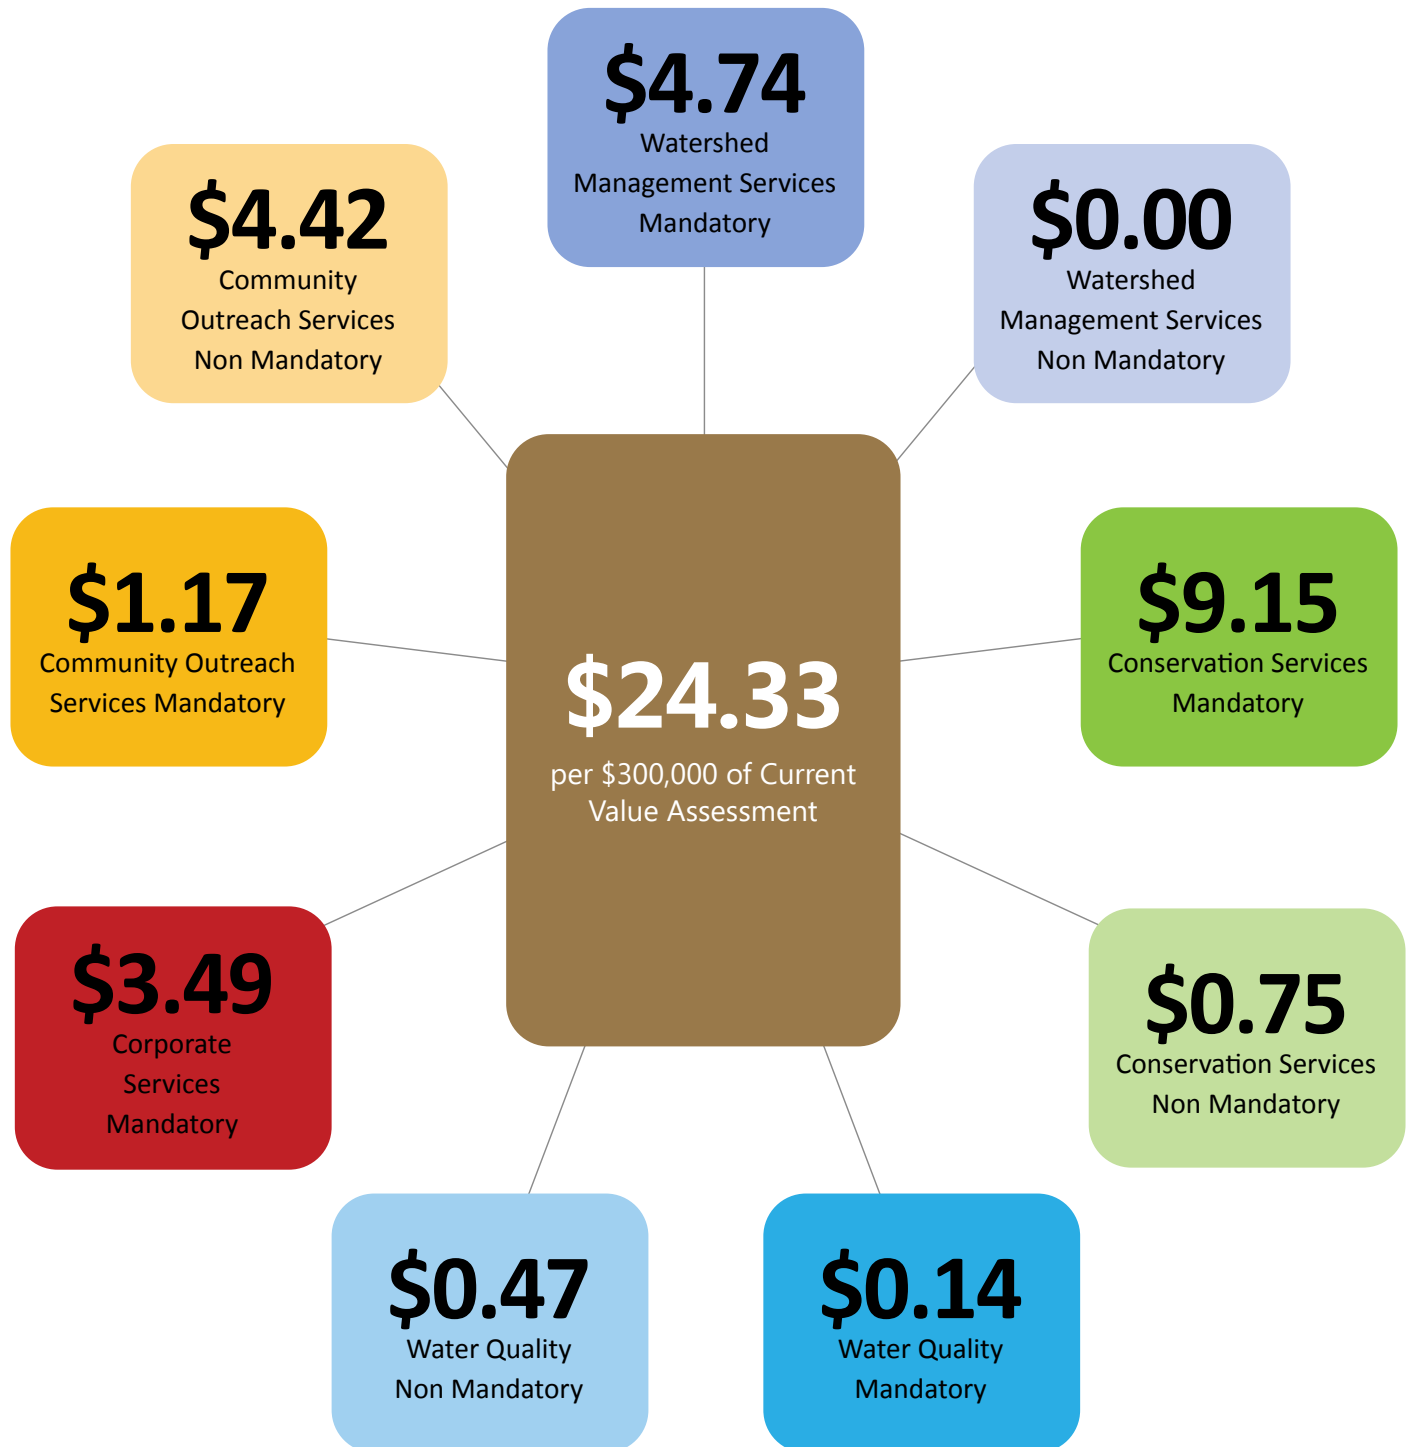 $4.74
Watershed
Management Services
Mandatory
$4.42
Community
Outreach Services
Non Mandatory
$0.00
Watershed
Management Services
Non Mandatory
$1.17
Community Outreach
Services Mandatory
$24.33
per $300,000 of Current
Value Assessment
$9.15
Conservation Services
Mandatory
$3.49
Corporate
Services
Mandatory
$0.75
Conservation Services
Non Mandatory
$0.47
Water Quality
Non Mandatory
$0.14
Water Quality
Mandatory